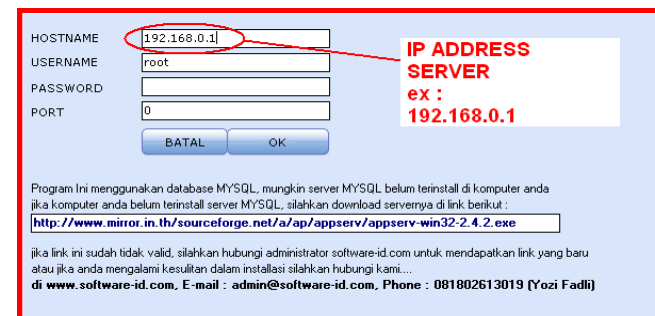 HOSTNAME 192.168.0.1
USERNAME root
PASSWORD
PORT 0
BATAL OK
IP ADDRESS
SERVER
ex :
192.168.0.1
Program Ini menggunakan database MYSQL, mungkin server MYSQL belum terinstall di komputer anda
jika komputer anda belum terinstall server MYSQL, silahkan download servernya di link berikut :
http://www.mirror.in.th/sourceforge.net/a/ap/appserv/appserv-win32-2.4.2.exe
jika link ini sudah tidak valid, silahkan hubungi administrator software-id.com untuk mendapatkan link yang baru
atau jika anda mengalami kesulitan dalam installasi silahkan hubungi kami....
di www.software-id.com, E-mail : admin@software-id.com, Phone : 081802613019 (Yozi Fadli)